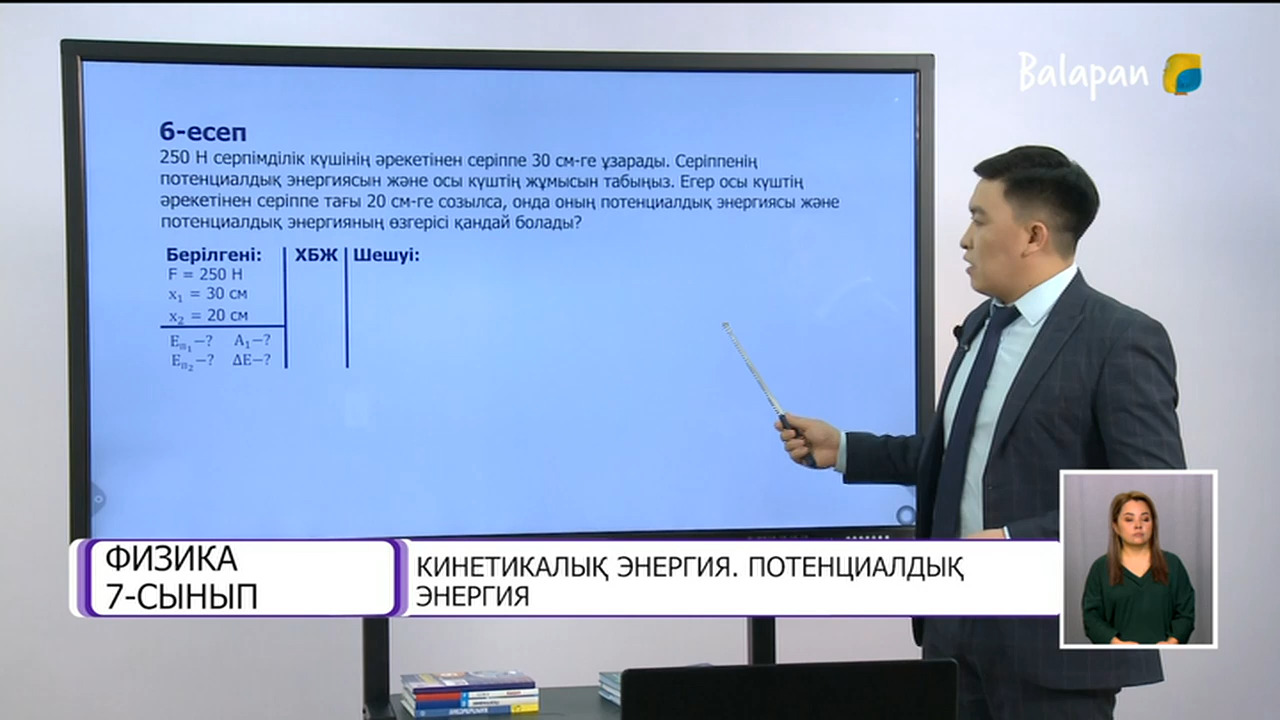 Balapan
6-есеп
250 Н серпімділік күшінің әрекетінен серіппе 30 см-ге ұзарады. Серіппенің
потенциалдық энергиясын және осы күштің жұмысын табыңыз. Егер осы күштің
әрекетінен серіппе тағы 20 см-ге созылса, онда оның потенциалдық энергиясы және
потенциалдық энергияның өзгерісі қандай болады?
Берілгені: ХБЖ Шешуі:
F = 250 Н
x₁ = 30 см
x₂ = 20 см
Eₙ₁–? A₁–?
Eₙ₂–? ΔE–?
ФИЗИКА
7-СЫНЫП
КИНЕТИКАЛЫҚ ЭНЕРГИЯ. ПОТЕНЦИАЛДЫҚ
ЭНЕРГИЯ